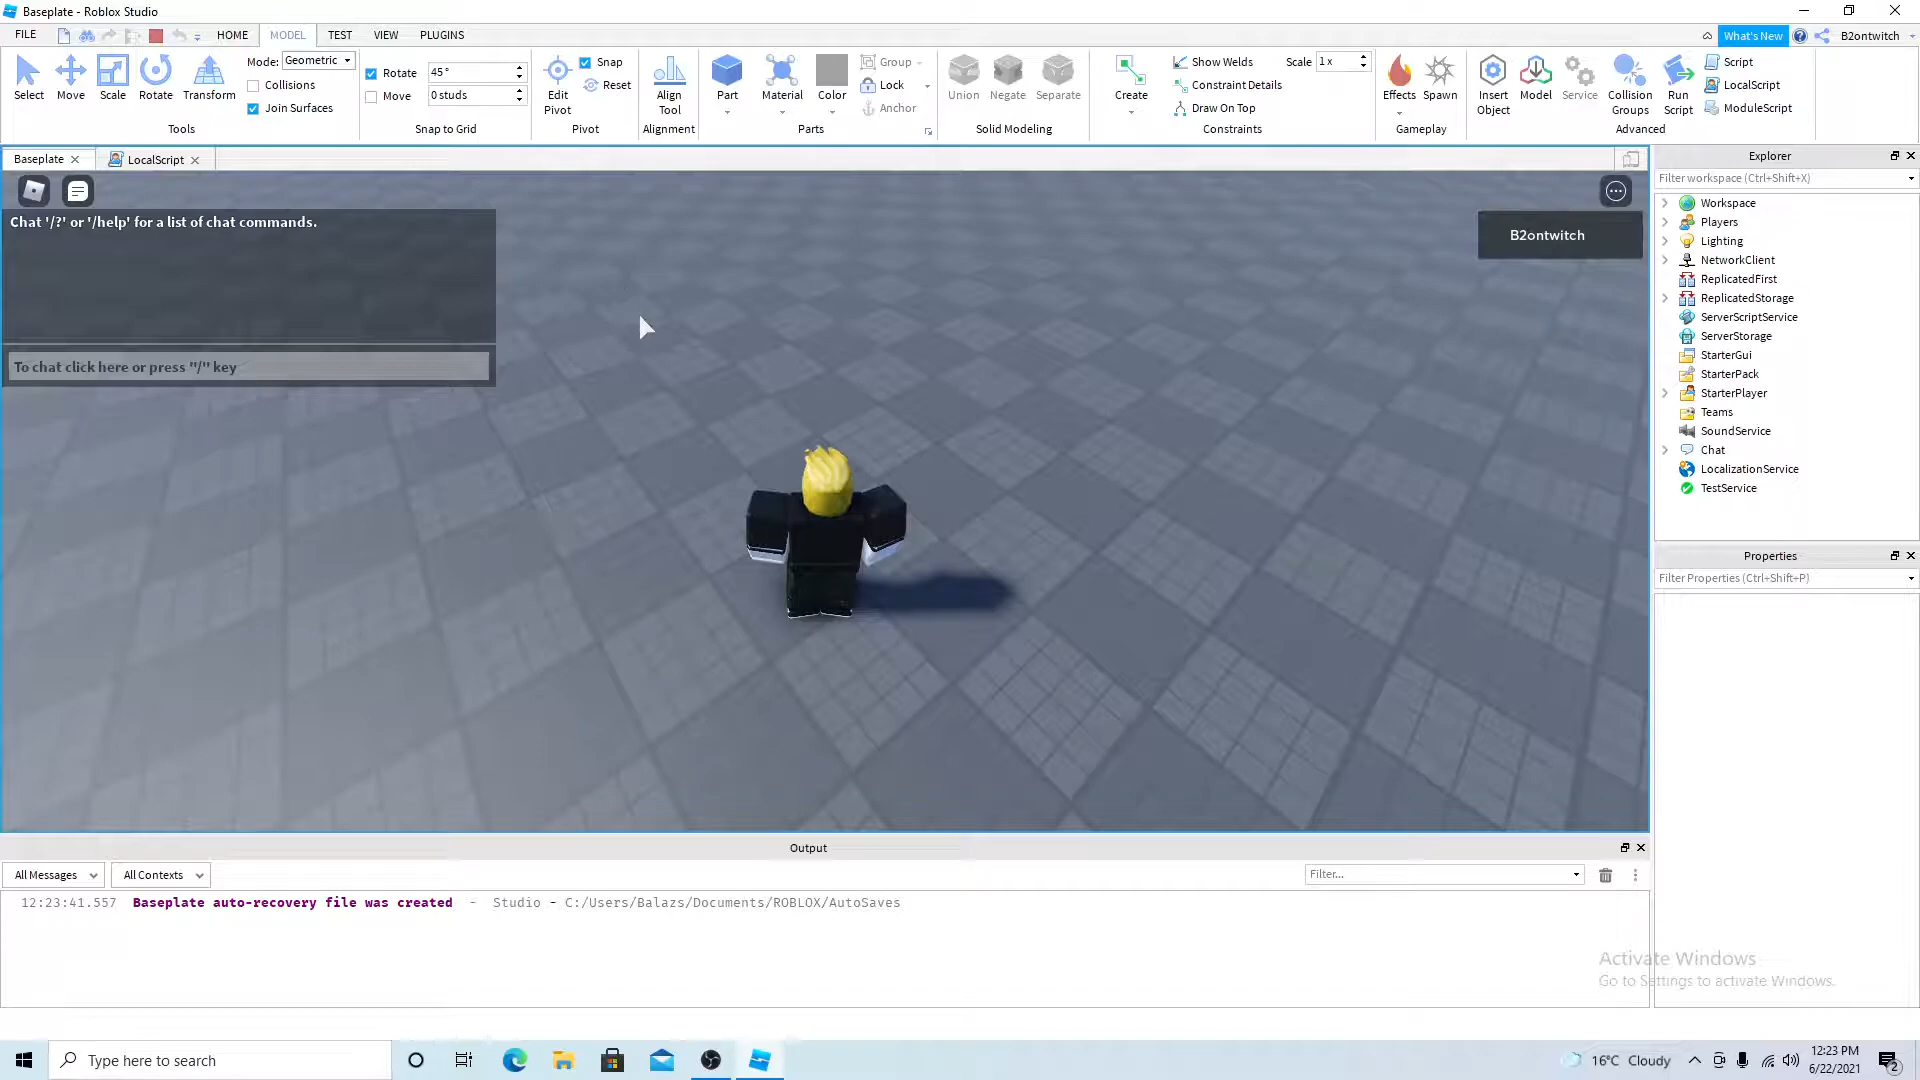 Baseplate - Roblox Studio
FILE HOME MODEL TEST VIEW PLUGINS What's New B2ontwitch
Select Move Scale Rotate Transform
Mode: Geometric
Collisions
Join Surfaces
Tools
Rotate 45°
Move 0 studs
Snap to Grid
Edit Pivot
Snap
Reset
Pivot
Align Tool
Alignment
Part Material Color
Group
Lock
Anchor
Parts
Union Negate Separate
Solid Modeling
Create
Show Welds
Constraint Details
Draw On Top
Scale 1 x
Constraints
Effects Spawn
Gameplay
Insert Object
Model
Service
Collision Groups
Run Script
Script
LocalScript
ModuleScript
Advanced
Baseplate LocalScript
Chat '/?' or '/help' for a list of chat commands.
To chat click here or press "/" key
B2ontwitch
Explorer
Filter workspace (Ctrl+Shift+X)
Workspace
Players
Lighting
NetworkClient
ReplicatedFirst
ReplicatedStorage
ServerScriptService
ServerStorage
StarterGui
StarterPack
StarterPlayer
Teams
SoundService
Chat
LocalizationService
TestService
Properties
Filter Properties (Ctrl+Shift+P)
Output
All Messages All Contexts Filter...
12:23:41.557 Baseplate auto-recovery file was created - Studio - C:/Users/Balazs/Documents/ROBLOX/AutoSaves
Activate Windows
Go to Settings to activate Windows.
Type here to search
16°C Cloudy
12:23 PM
6/22/2021
2